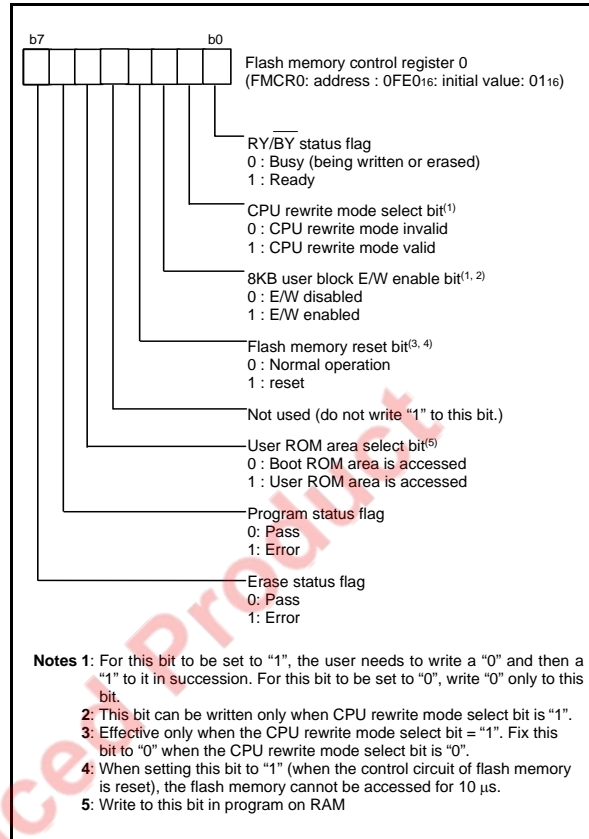 b7 b0
Flash memory control register 0
(FMCR0: address : 0FE016: initial value: 0116)
RY/BY status flag
0 : Busy (being written or erased)
1 : Ready
CPU rewrite mode select bit(1)
0 : CPU rewrite mode invalid
1 : CPU rewrite mode valid
8KB user block E/W enable bit(1, 2)
0 : E/W disabled
1 : E/W enabled
Flash memory reset bit(3, 4)
0 : Normal operation
1 : reset
Not used (do not write “1” to this bit.)
User ROM area select bit(5)
0 : Boot ROM area is accessed
1 : User ROM area is accessed
Program status flag
0: Pass
1: Error
Erase status flag
0: Pass
1: Error
Notes 1: For this bit to be set to “1”, the user needs to write a “0” and then a
“1” to it in succession. For this bit to be set to “0”, write “0” only to this
bit.
2: This bit can be written only when CPU rewrite mode select bit is “1”.
3: Effective only when the CPU rewrite mode select bit = “1”. Fix this
bit to “0” when the CPU rewrite mode select bit is “0”.
4: When setting this bit to “1” (when the control circuit of flash memory
is reset), the flash memory cannot be accessed for 10 μs.
5: Write to this bit in program on RAM
ced Product